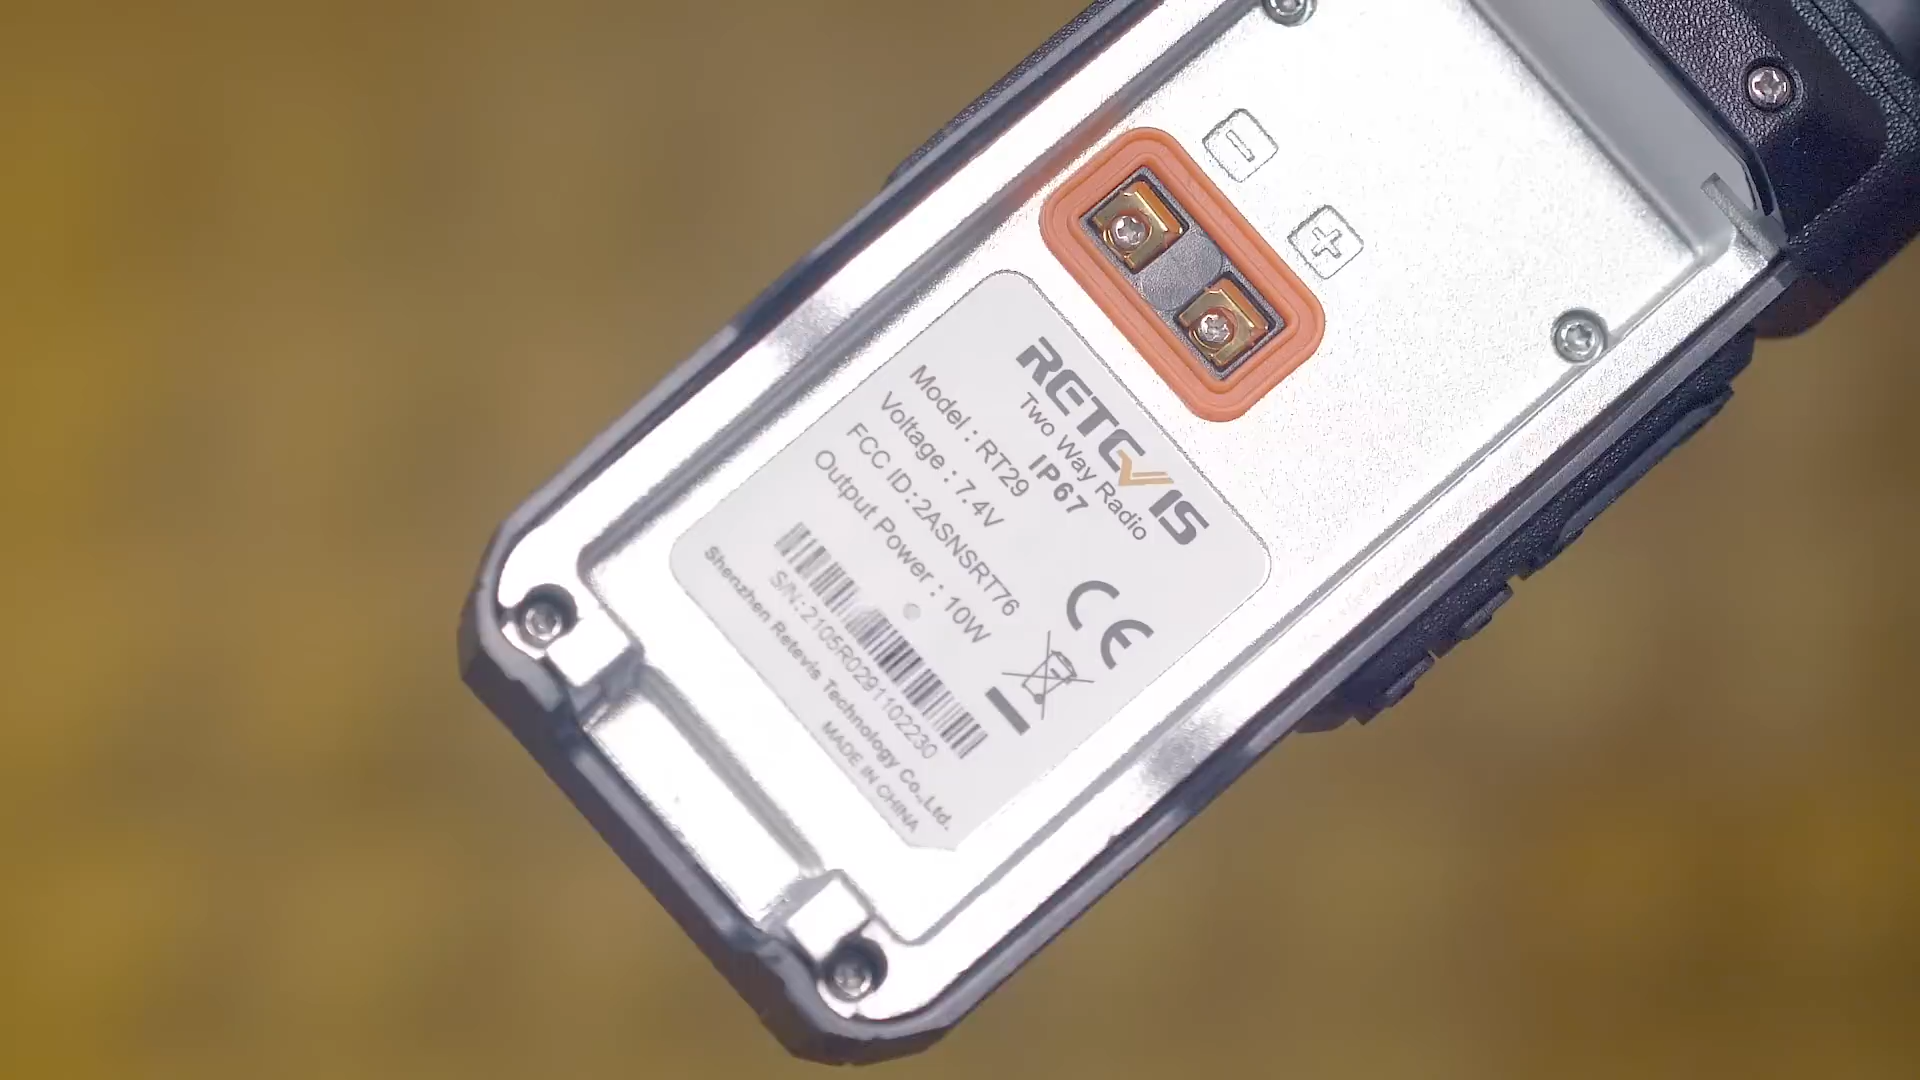 −
+
RETEVIS
Two Way Radio
IP67
Model : RT29
Voltage : 7.4V
FCC ID:2ASNSRT76
Output Power : 10W
CE
S/N:2105R0291102230
Shenzhen Retevis Technology Co.,Ltd.
MADE IN CHINA